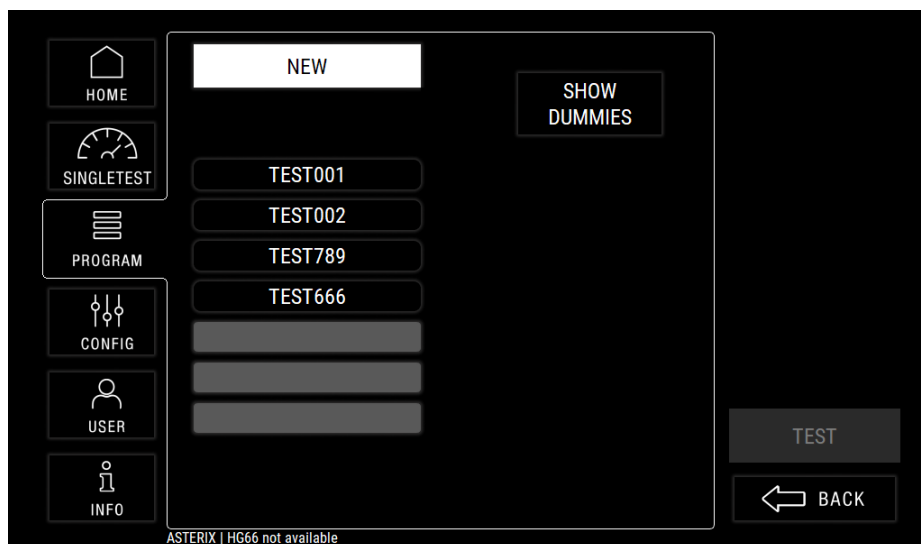 HOME
SINGLETEST
PROGRAM
CONFIG
USER
INFO
NEW
TEST001
TEST002
TEST789
TEST666
SHOW
DUMMIES
TEST
BACK
ASTERIX | HG66 not available